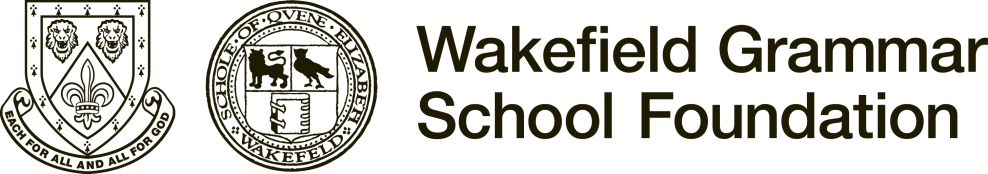 EACH FOR ALL AND ALL FOR GOD
SCHOLE·OF·QVENE·ELIZABETH
WAKEFELD
Wakefield Grammar
School Foundation